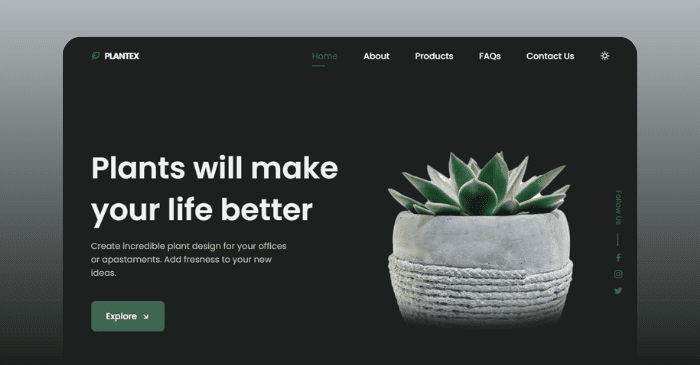 PLANTEX
Home About Products FAQs Contact Us
Plants will make
your life better
Create incredible plant design for your offices
or apastaments. Add fresness to your new
ideas.
Explore
Follow Us